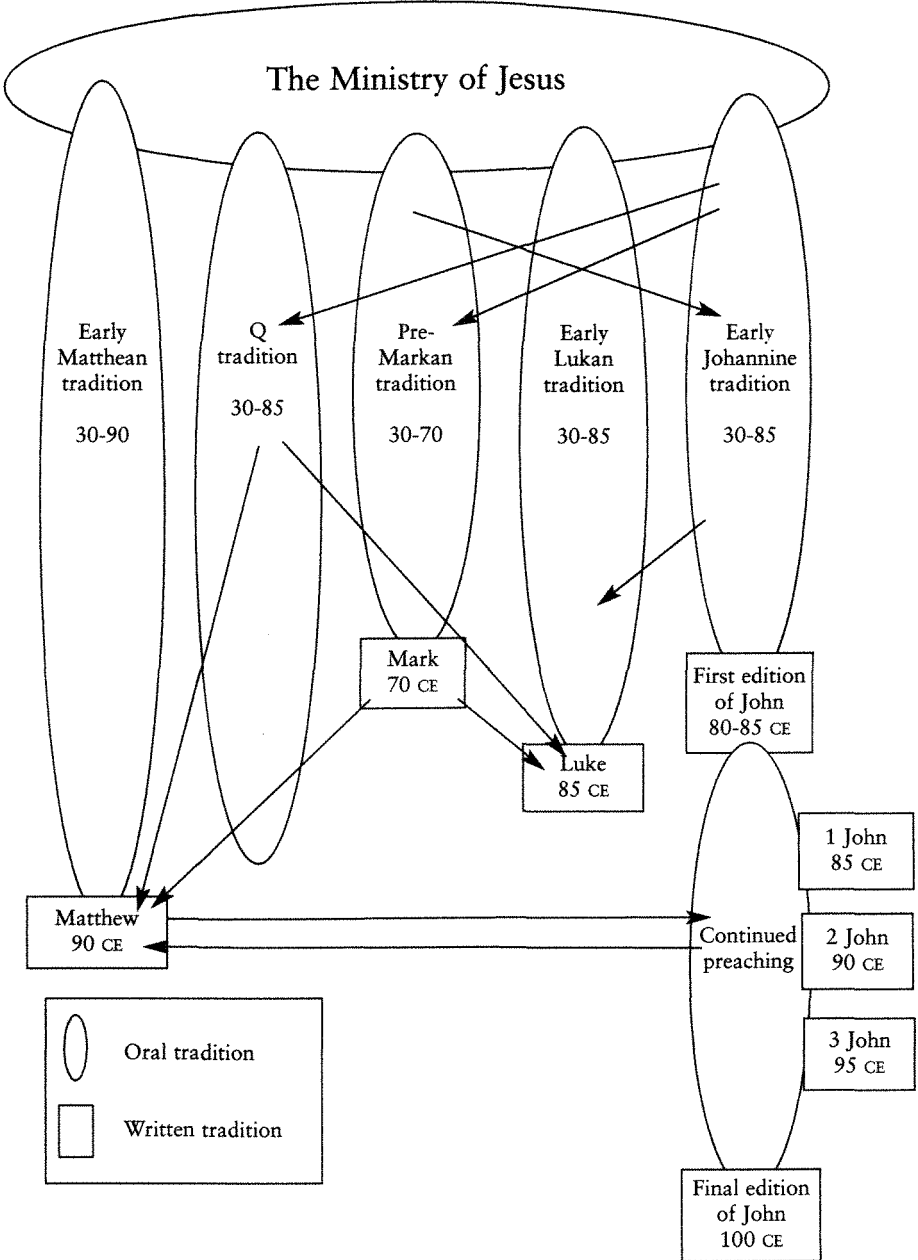 The Ministry of Jesus
Early
Matthean
tradition
30-90
Q
tradition
30-85
Pre-
Markan
tradition
30-70
Early
Lukan
tradition
30-85
Early
Johannine
tradition
30-85
Mark
70 CE
First edition
of John
80-85 CE
Luke
85 CE
1 John
85 CE
Matthew
90 CE
Continued
preaching
2 John
90 CE
3 John
95 CE
Oral tradition
Written tradition
Final edition
of John
100 CE